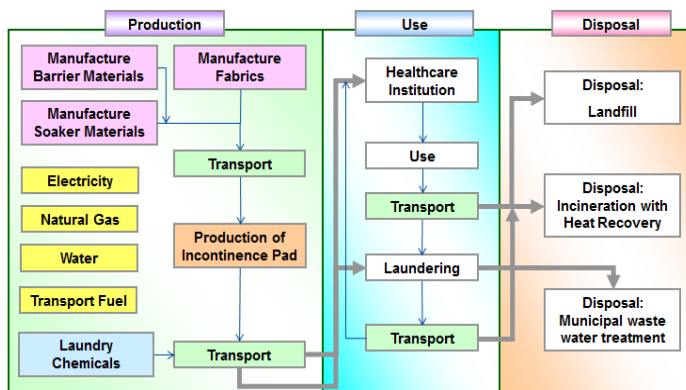 Production
Use
Disposal
Manufacture
Barrier Materials
Manufacture
Fabrics
Manufacture
Soaker Materials
Transport
Electricity
Natural Gas
Production of
Incontinence Pad
Water
Transport Fuel
Laundry
Chemicals
Transport
Healthcare
Institution
Use
Transport
Laundering
Transport
Disposal:
Landfill
Disposal:
Incineration with
Heat Recovery
Disposal:
Municipal waste
water treatment